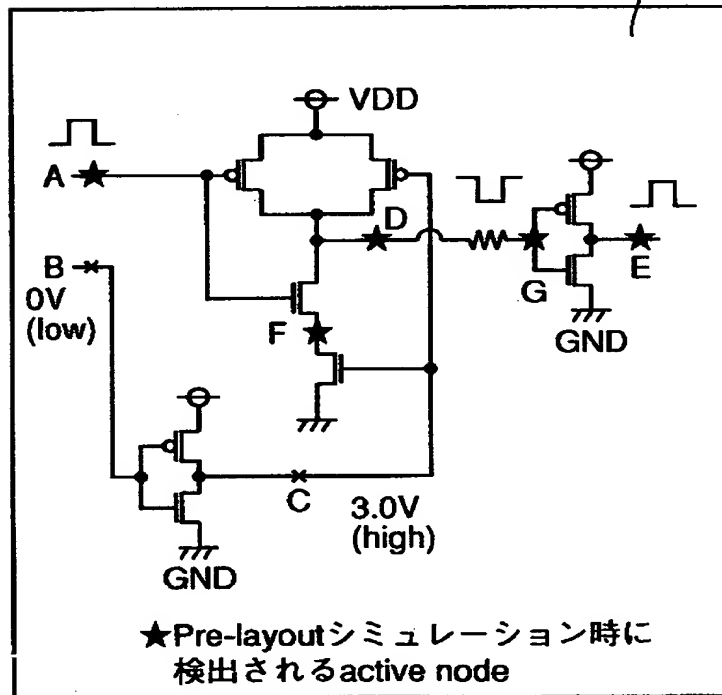 VDD
A
D
B
0V
(low)
G
E
F
GND
C
3.0V
(high)
GND
★Pre-layoutシミュレーション時に
検出されるactive node